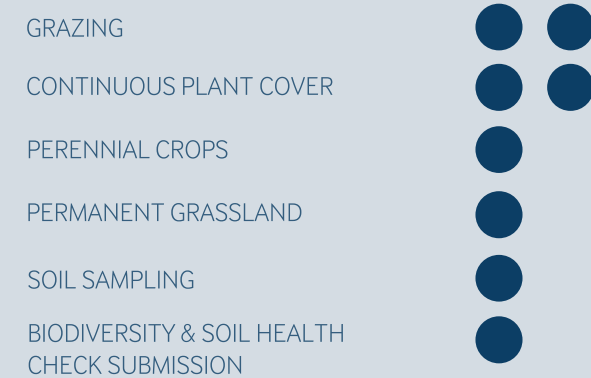 GRAZING
CONTINUOUS PLANT COVER
PERENNIAL CROPS
PERMANENT GRASSLAND
SOIL SAMPLING
BIODIVERSITY & SOIL HEALTH
CHECK SUBMISSION